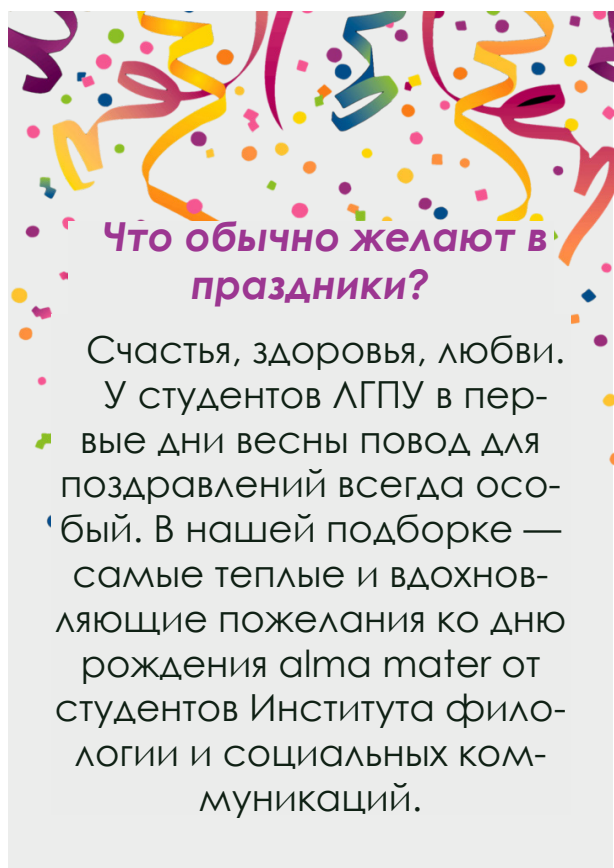 Что обычно желают в
праздники?
Счастья, здоровья, любви.
У студентов ЛГПУ в пер-
вые дни весны повод для
поздравлений всегда осо-
бый. В нашей подборке —
самые теплые и вдохнов-
ляющие пожелания ко дню
рождения alma mater от
студентов Института фило-
логии и социальных ком-
муникаций.